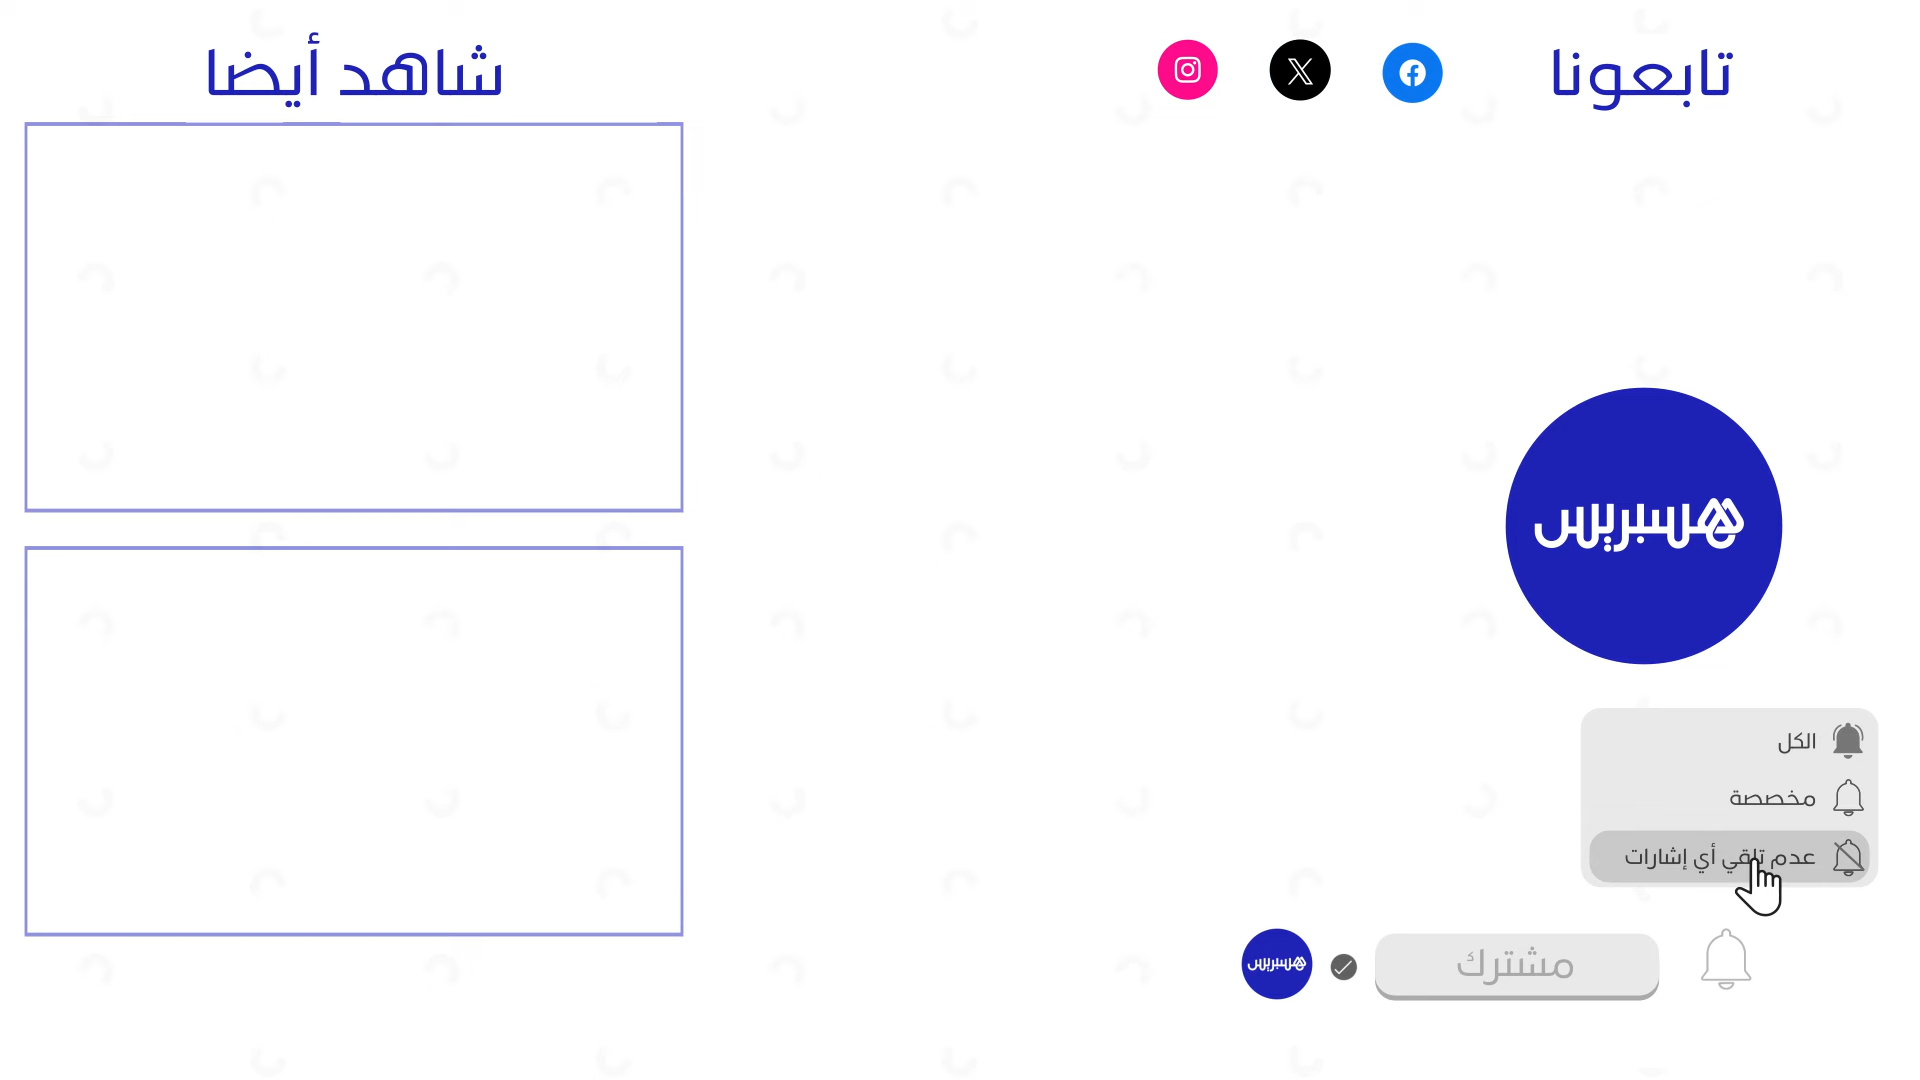 تابعونا
شاهد أيضا
هسبريس
الكل
مخصصة
عدم تلقي أي إشارات
مشترك
هسبريس